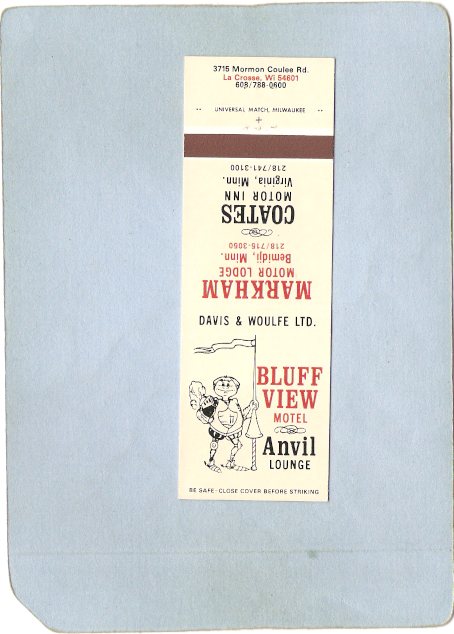 3715 Mormon Coulee Rd.
La Crosse, Wi 54601
608/788-0600
UNIVERSAL MATCH, MILWAUKEE
218/741-3100
Virginia, Minn.
MOTOR INN
COATES
218/715-3050
Bemidji, Minn.
MOTOR LODGE
MARKHAM
DAVIS & WOULFE LTD.
BLUFF
VIEW
MOTEL
Anvil
LOUNGE
BE SAFE-CLOSE COVER BEFORE STRIKING